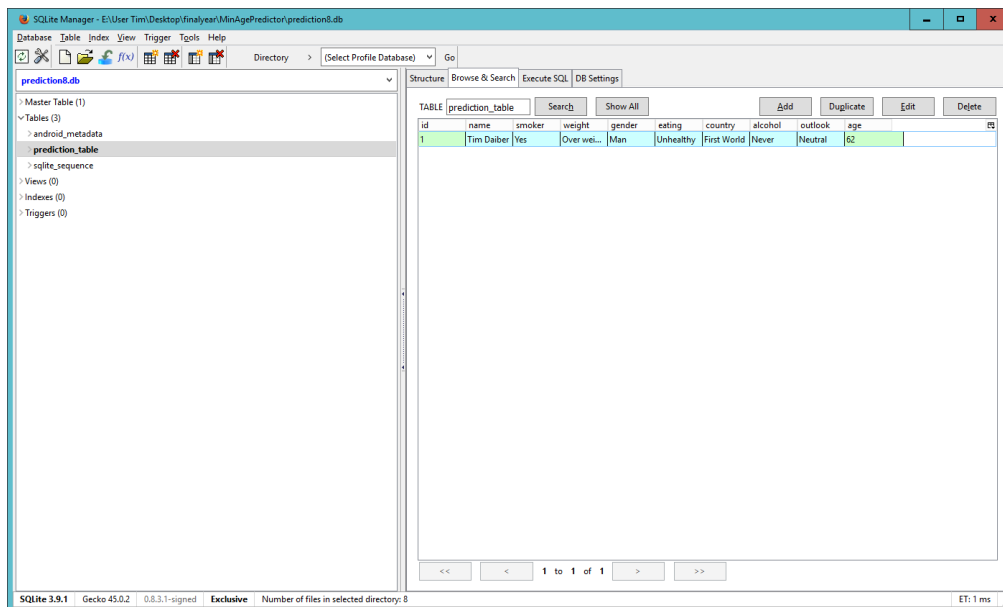 SQLite Manager - E:\User Tim\Desktop\finalyear\MinAgePredictor\prediction8.db
Database Table Index View Trigger Tools Help
f(x) Directory > (Select Profile Database) Go
prediction8.db
Structure Browse & Search Execute SQL DB Settings
Master Table (1)
Tables (3)
android_metadata
prediction_table
sqlite_sequence
Views (0)
Indexes (0)
Triggers (0)
TABLE prediction_table Search Show All Add Duplicate Edit Delete
id name smoker weight gender eating country alcohol outlook age
1 Tim Daiber Yes Over wei... Man Unhealthy First World Never Neutral 62
<< < 1 to 1 of 1 > >>
SQLite 3.9.1 Gecko 45.0.2 0.8.3.1-signed Exclusive Number of files in selected directory: 8 ET: 1 ms